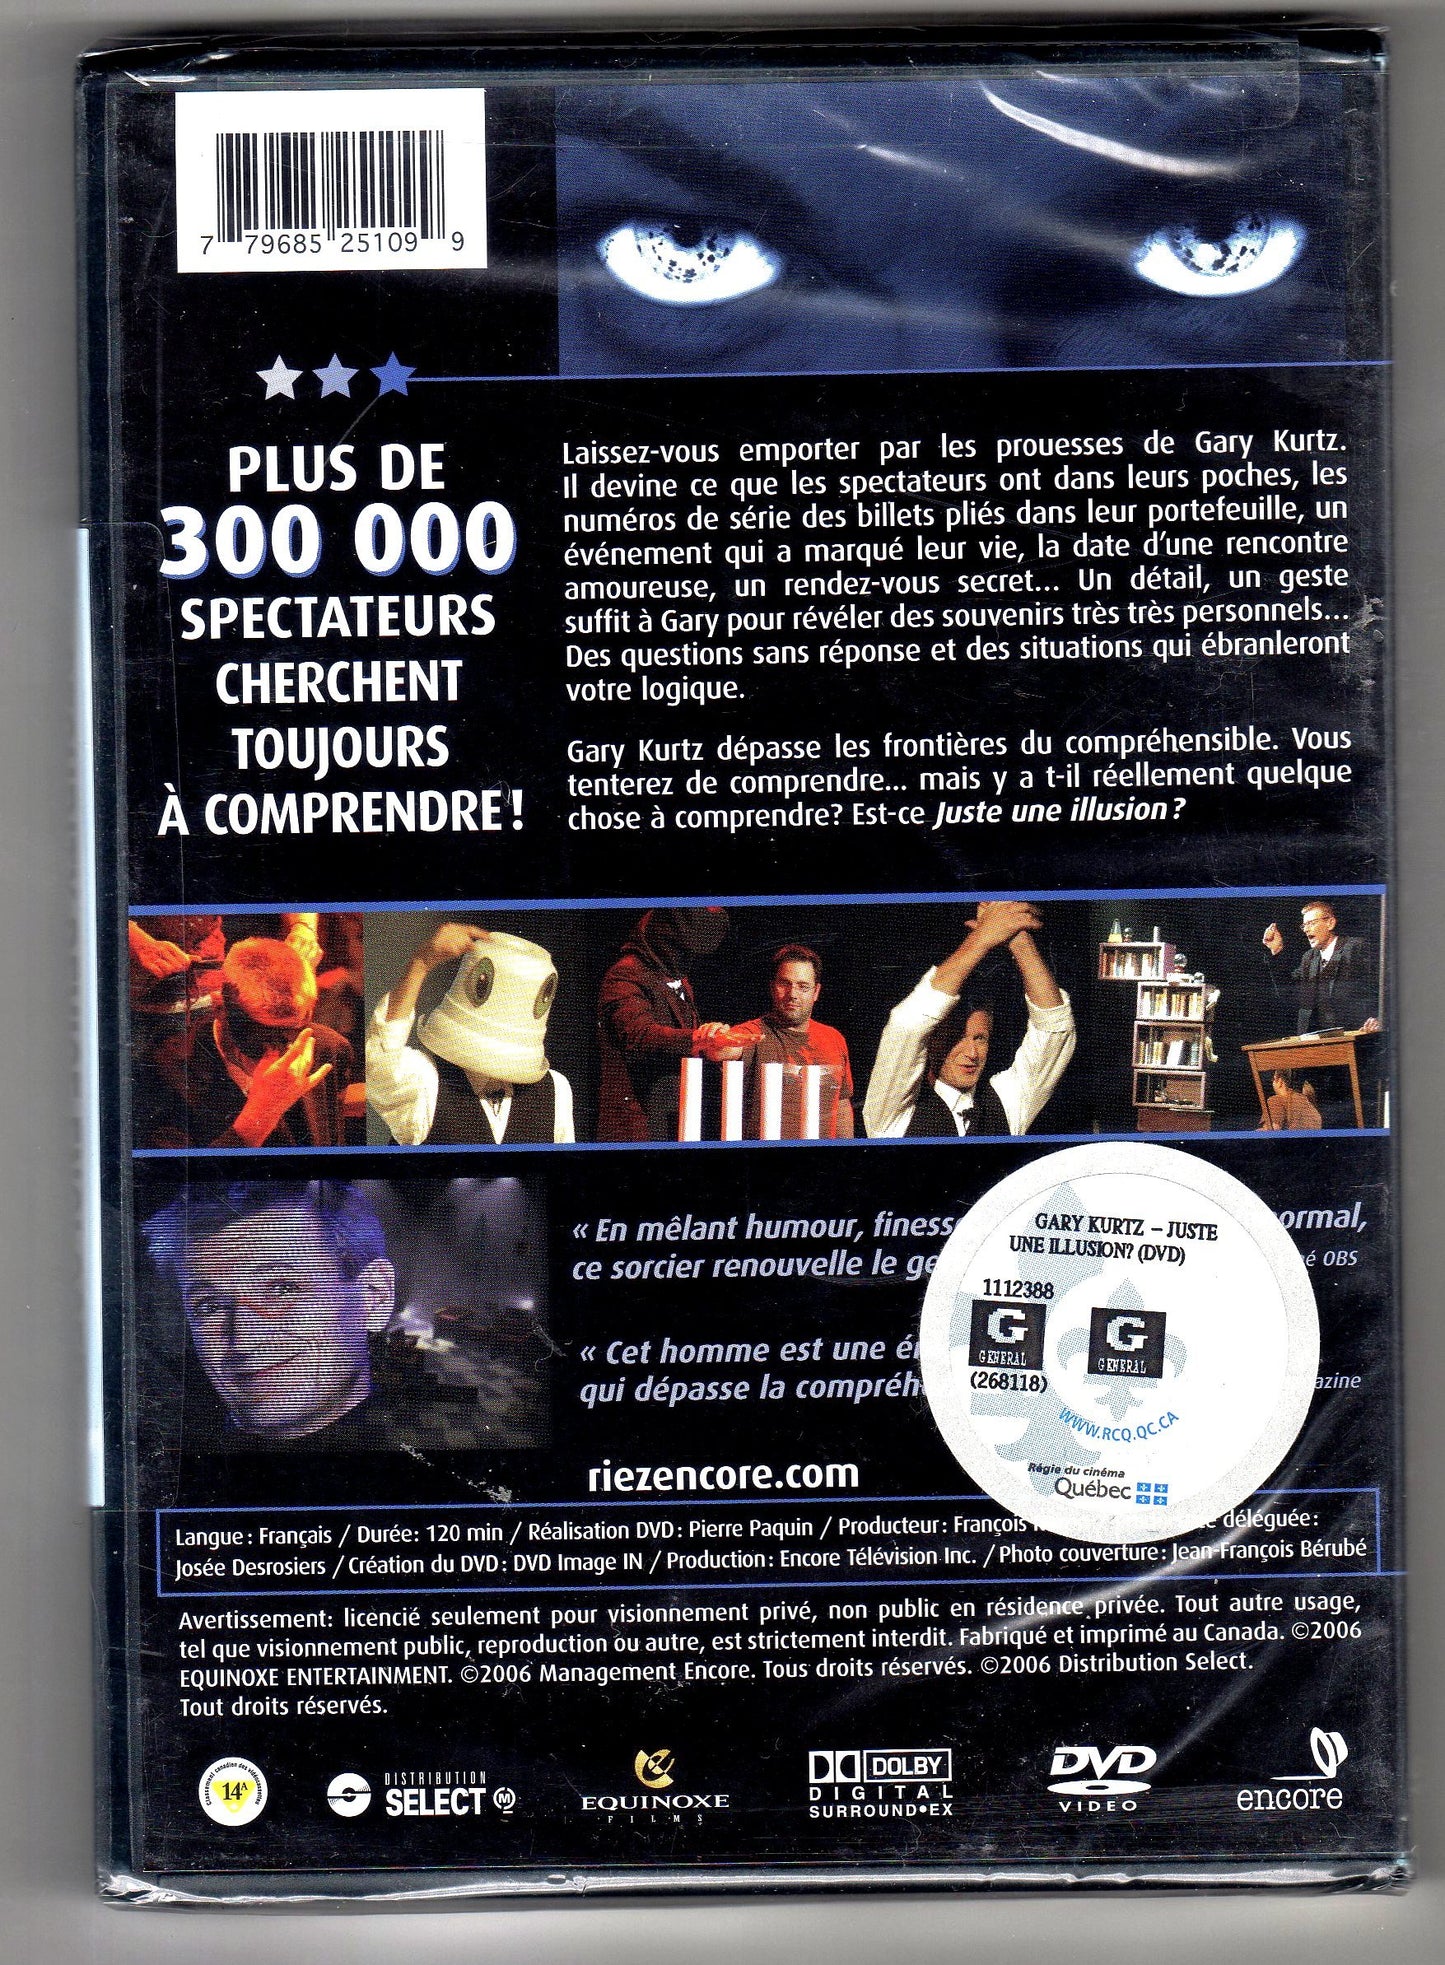 7 79685 25109 9
PLUS DE
300 000
SPECTATEURS
CHERCHENT
TOUJOURS
À COMPRENDRE!
Laissez-vous emporter par les prouesses de Gary Kurtz.
Il devine ce que les spectateurs ont dans leurs poches, les
numéros de série des billets pliés dans leur portefeuille, un
événement qui a marqué leur vie, la date d'une rencontre
amoureuse, un rendez-vous secret... Un détail, un geste
suffit à Gary pour révéler des souvenirs très très personnels...
Des questions sans réponse et des situations qui ébranleront
votre logique.
Gary Kurtz dépasse les frontières du compréhensible. Vous
tenterez de comprendre... mais y a t-il réellement quelque
chose à comprendre? Est-ce Juste une illusion?
« En mêlant humour,
ce sorcier renouvelle le
OBS
« Cet homme est une
qui dépasse la
GARY KURTZ – JUSTE
UNE ILLUSION? (DVD)
1112388
G
GENERAL
(268118)
G
GENERAL
WWW.RCQ.QC.CA
Régie du cinéma
Québec
riezencore.com
Langue: Français / Durée: 120 min / Réalisation DVD: Pierre Paquin / Producteur: François déléguée:
Josée Desrosiers / Création du DVD: DVD Image IN / Production: Encore Télévision Inc. / Photo couverture: Jean-François Bérubé
Avertissement: licencié seulement pour visionnement privé, non public en résidence privée. Tout autre usage,
tel que visionnement public, reproduction ou autre, est strictement interdit. Fabriqué et imprimé au Canada. ©2006
EQUINOXE ENTERTAINMENT. ©2006 Management Encore. Tous droits réservés. ©2006 Distribution Select.
Tout droits réservés.
Classement canadien des vidéocassettes
14A
DISTRIBUTION
SELECT
EQUINOXE
FILMS
DOLBY
DIGITAL
SURROUND•EX
DVD
VIDEO
encore